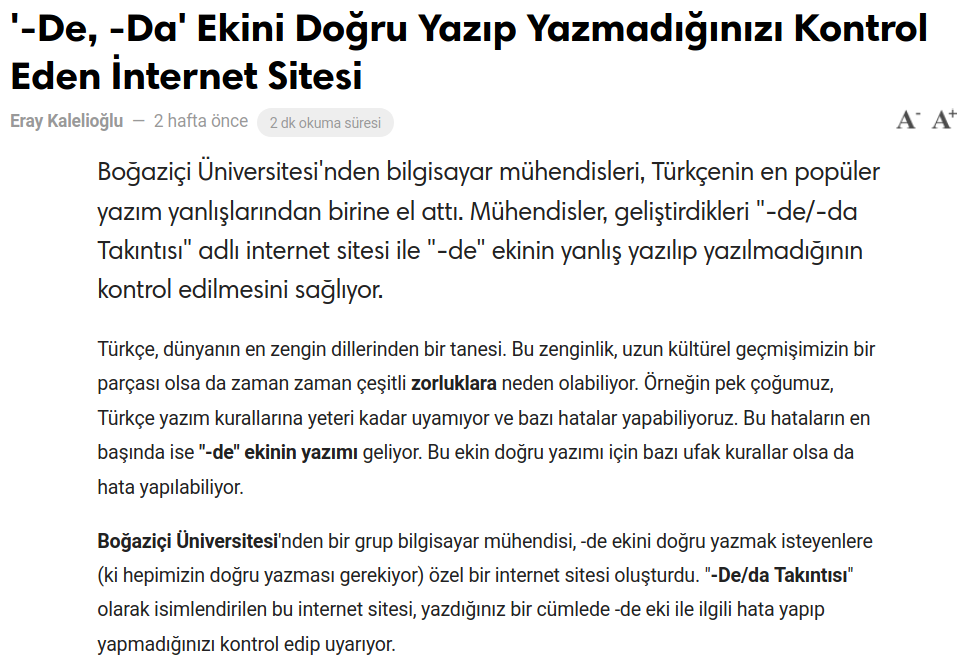 '-De, -Da' Ekini Doğru Yazıp Yazmadığınızı Kontrol
Eden İnternet Sitesi
Eray Kalelioğlu — 2 hafta önce 2 dk okuma süresi A- A+
Boğaziçi Üniversitesi'nden bilgisayar mühendisleri, Türkçenin en popüler
yazım yanlışlarından birine el attı. Mühendisler, geliştirdikleri "-de/-da
Takıntısı" adlı internet sitesi ile "-de" ekinin yanlış yazılıp yazılmadığının
kontrol edilmesini sağlıyor.
Türkçe, dünyanın en zengin dillerinden bir tanesi. Bu zenginlik, uzun kültürel geçmişimizin bir
parçası olsa da zaman zaman çeşitli zorluklara neden olabiliyor. Örneğin pek çoğumuz,
Türkçe yazım kurallarına yeteri kadar uyamıyor ve bazı hatalar yapabiliyoruz. Bu hataların en
başında ise "-de" ekinin yazımı geliyor. Bu ekin doğru yazımı için bazı ufak kurallar olsa da
hata yapılabiliyor.
Boğaziçi Üniversitesi'nden bir grup bilgisayar mühendisi, -de ekini doğru yazmak isteyenlere
(ki hepimizin doğru yazması gerekiyor) özel bir internet sitesi oluşturdu. "-De/da Takıntısı"
olarak isimlendirilen bu internet sitesi, yazdığınız bir cümlede -de eki ile ilgili hata yapıp
yapmadığınızı kontrol edip uyarıyor.